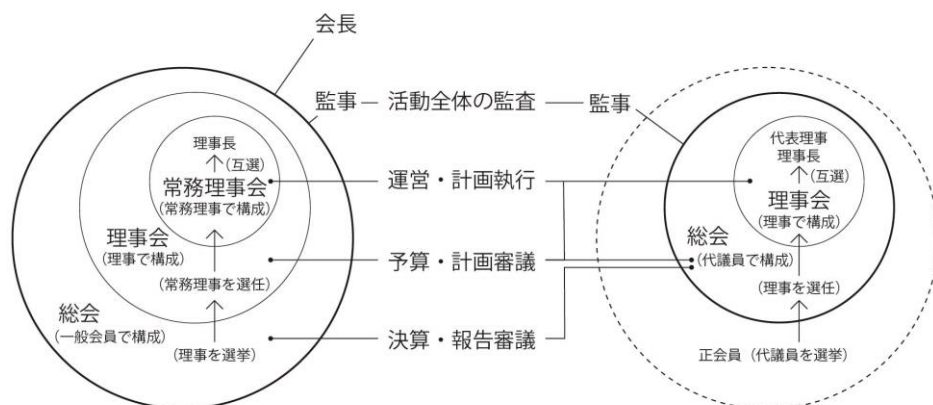 会長
監事
活動全体の監査
監事
理事長
(互選)
常務理事会
(常務理事で構成)
理事会
(理事で構成)
(常務理事を選任)
総会
(一般会員で構成)
(理事を選挙)
運営・計画執行
予算・計画審議
決算・報告審議
代表理事
理事長
(互選)
理事会
(理事で構成)
総会
(代議員で構成)
(理事を選任)
正会員(代議員を選挙)